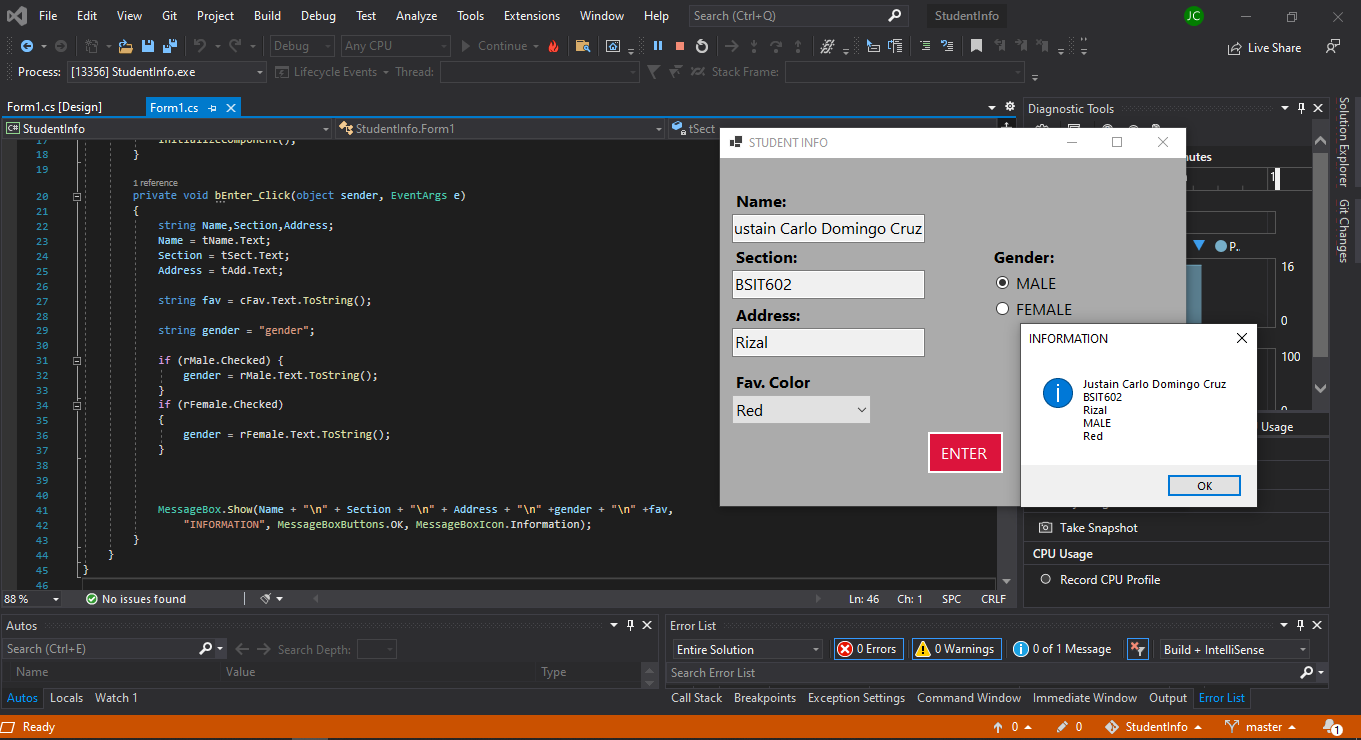 File Edit View Git Project Build Debug Test Analyze Tools Extensions Window Help Search (Ctrl+Q) StudentInfo JC
Debug Any CPU Continue Live Share
Process: [13356] StudentInfo.exe Lifecycle Events Thread: Stack Frame:
Form1.cs [Design] Form1.cs
C# StudentInfo StudentInfo.Form1 tSect
17 InitializeComponent();
18 }
19
1 reference
20 private void bEnter_Click(object sender, EventArgs e)
21 {
22 string Name,Section,Address;
23 Name = tName.Text;
24 Section = tSect.Text;
25 Address = tAdd.Text;
26
27 string fav = cFav.Text.ToString();
28
29 string gender = "gender";
30
31 if (rMale.Checked) {
32 gender = rMale.Text.ToString();
33 }
34 if (rFemale.Checked)
35 {
36 gender = rFemale.Text.ToString();
37 }
38
39
40
41 MessageBox.Show(Name + "\n" + Section + "\n" + Address + "\n" +gender + "\n" +fav,
42 "INFORMATION", MessageBoxButtons.OK, MessageBoxIcon.Information);
43 }
44 }
45 }
46
88 % No issues found Ln: 46 Ch: 1 SPC CRLF
STUDENT INFO
Name:
ustain Carlo Domingo Cruz
Section:
BSIT602
Address:
Rizal
Fav. Color
Red
Gender:
MALE
FEMALE
ENTER
INFORMATION
Justain Carlo Domingo Cruz
BSIT602
Rizal
MALE
Red
OK
Diagnostic Tools
nutes
1
P..
16
0
100
0
Usage
Take Snapshot
CPU Usage
Record CPU Profile
Solution Explorer
Git Changes
Autos
Search (Ctrl+E) Search Depth:
Name Value Type
Autos Locals Watch 1
Error List
Entire Solution 0 Errors 0 Warnings 0 of 1 Message Build + IntelliSense
Search Error List
Call Stack Breakpoints Exception Settings Command Window Immediate Window Output Error List
Ready 0 0 StudentInfo master 1